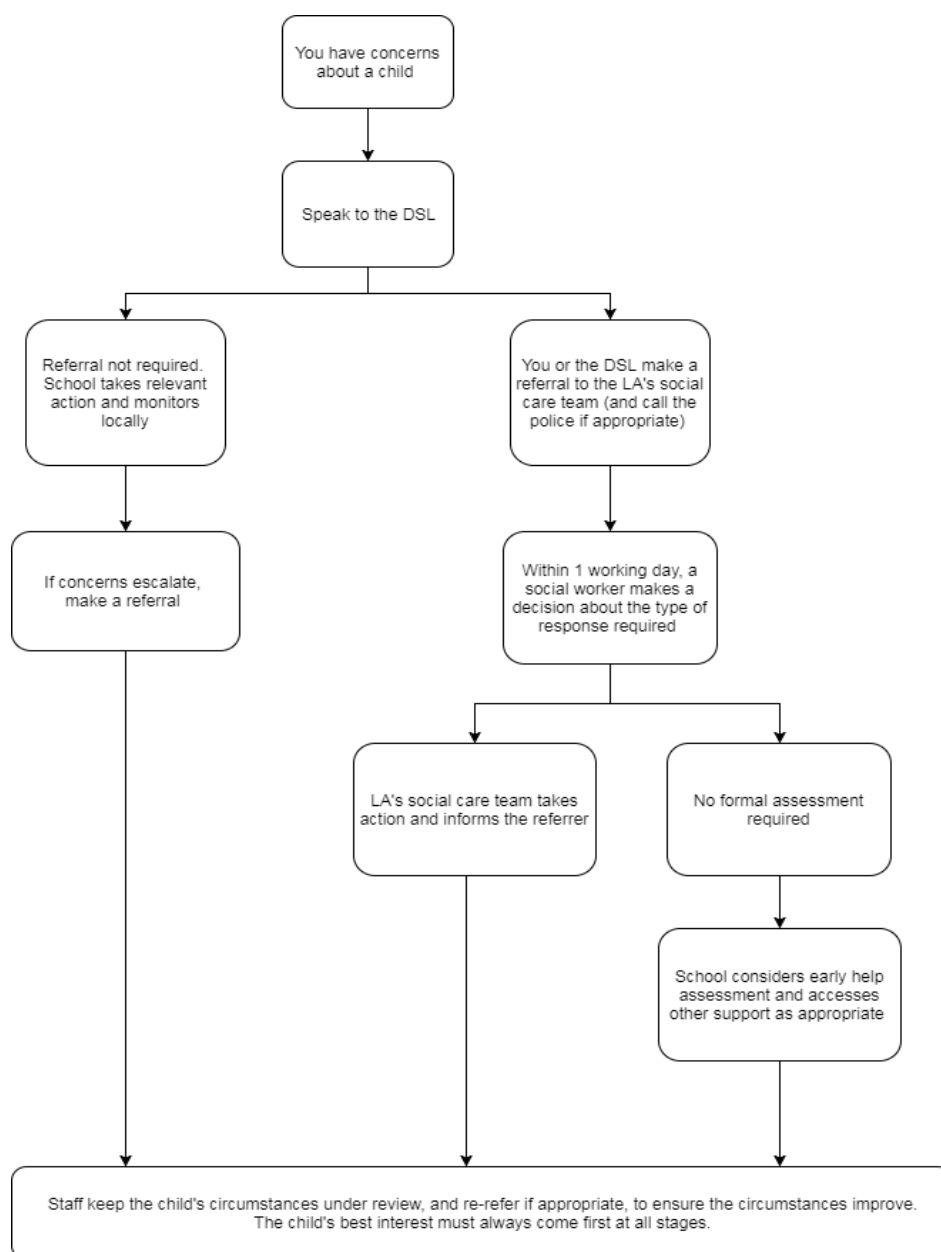 You have concerns
about a child
Speak to the DSL
Referral not required.
School takes relevant
action and monitors
locally
You or the DSL make a
referral to the LA's social
care team (and call the
police if appropriate)
If concerns escalate,
make a referral
Within 1 working day, a
social worker makes a
decision about the type of
response required
LA's social care team takes
action and informs the referrer
No formal assessment
required
School considers early help
assessment and accesses
other support as appropriate
Staff keep the child's circumstances under review, and re-refer if appropriate, to ensure the circumstances improve.
The child's best interest must always come first at all stages.